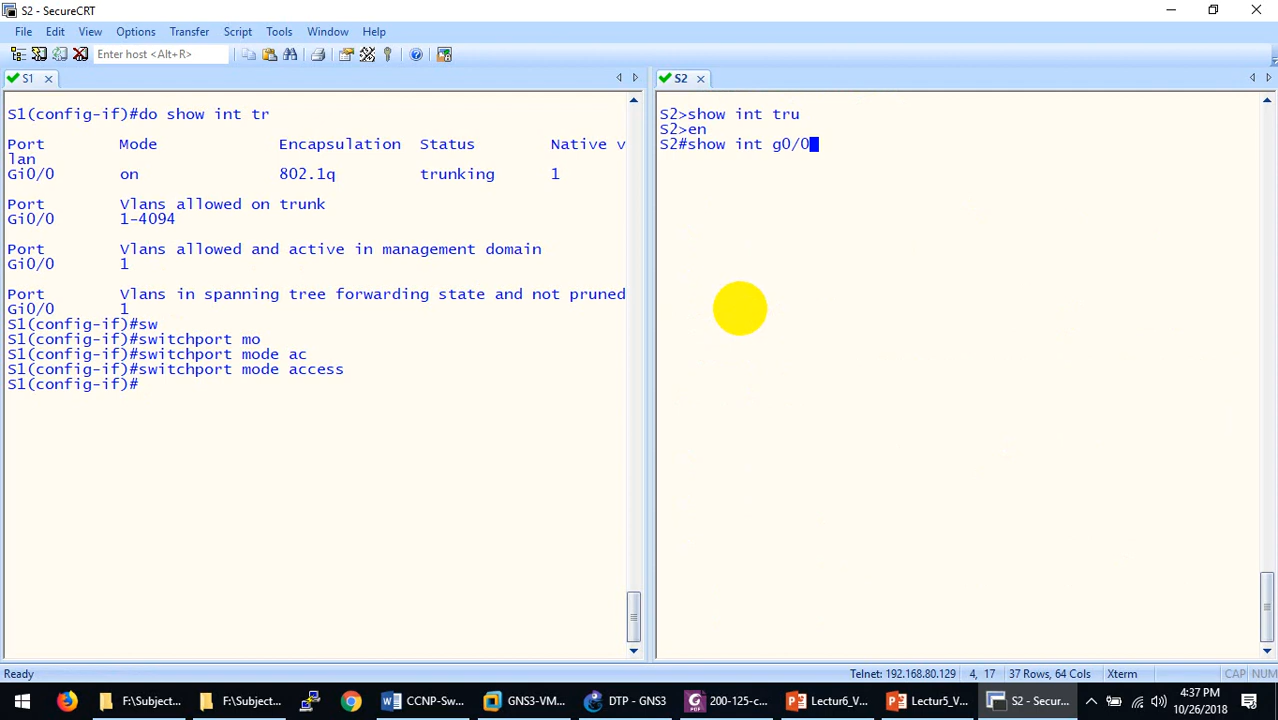 S2 - SecureCRT
File Edit View Options Transfer Script Tools Window Help
Enter host <Alt+R>
S1
S1(config-if)#do show int tr
Port Mode Encapsulation Status Native v
lan
Gi0/0 on 802.1q trunking 1
Port Vlans allowed on trunk
Gi0/0 1-4094
Port Vlans allowed and active in management domain
Gi0/0 1
Port Vlans in spanning tree forwarding state and not pruned
Gi0/0 1
S1(config-if)#sw
S1(config-if)#switchport mo
S1(config-if)#switchport mode ac
S1(config-if)#switchport mode access
S1(config-if)#
S2
S2>show int tru
S2>en
S2#show int g0/0
Ready Telnet: 192.168.80.129 4, 17 37 Rows, 64 Cols Xterm CAP NUM
F:\Subject... F:\Subject... CCNP-Sw... GNS3-VM... DTP - GNS3 200-125-c... Lectur6_V... Lectur5_V... S2 - Secur...
4:37 PM
10/26/2018